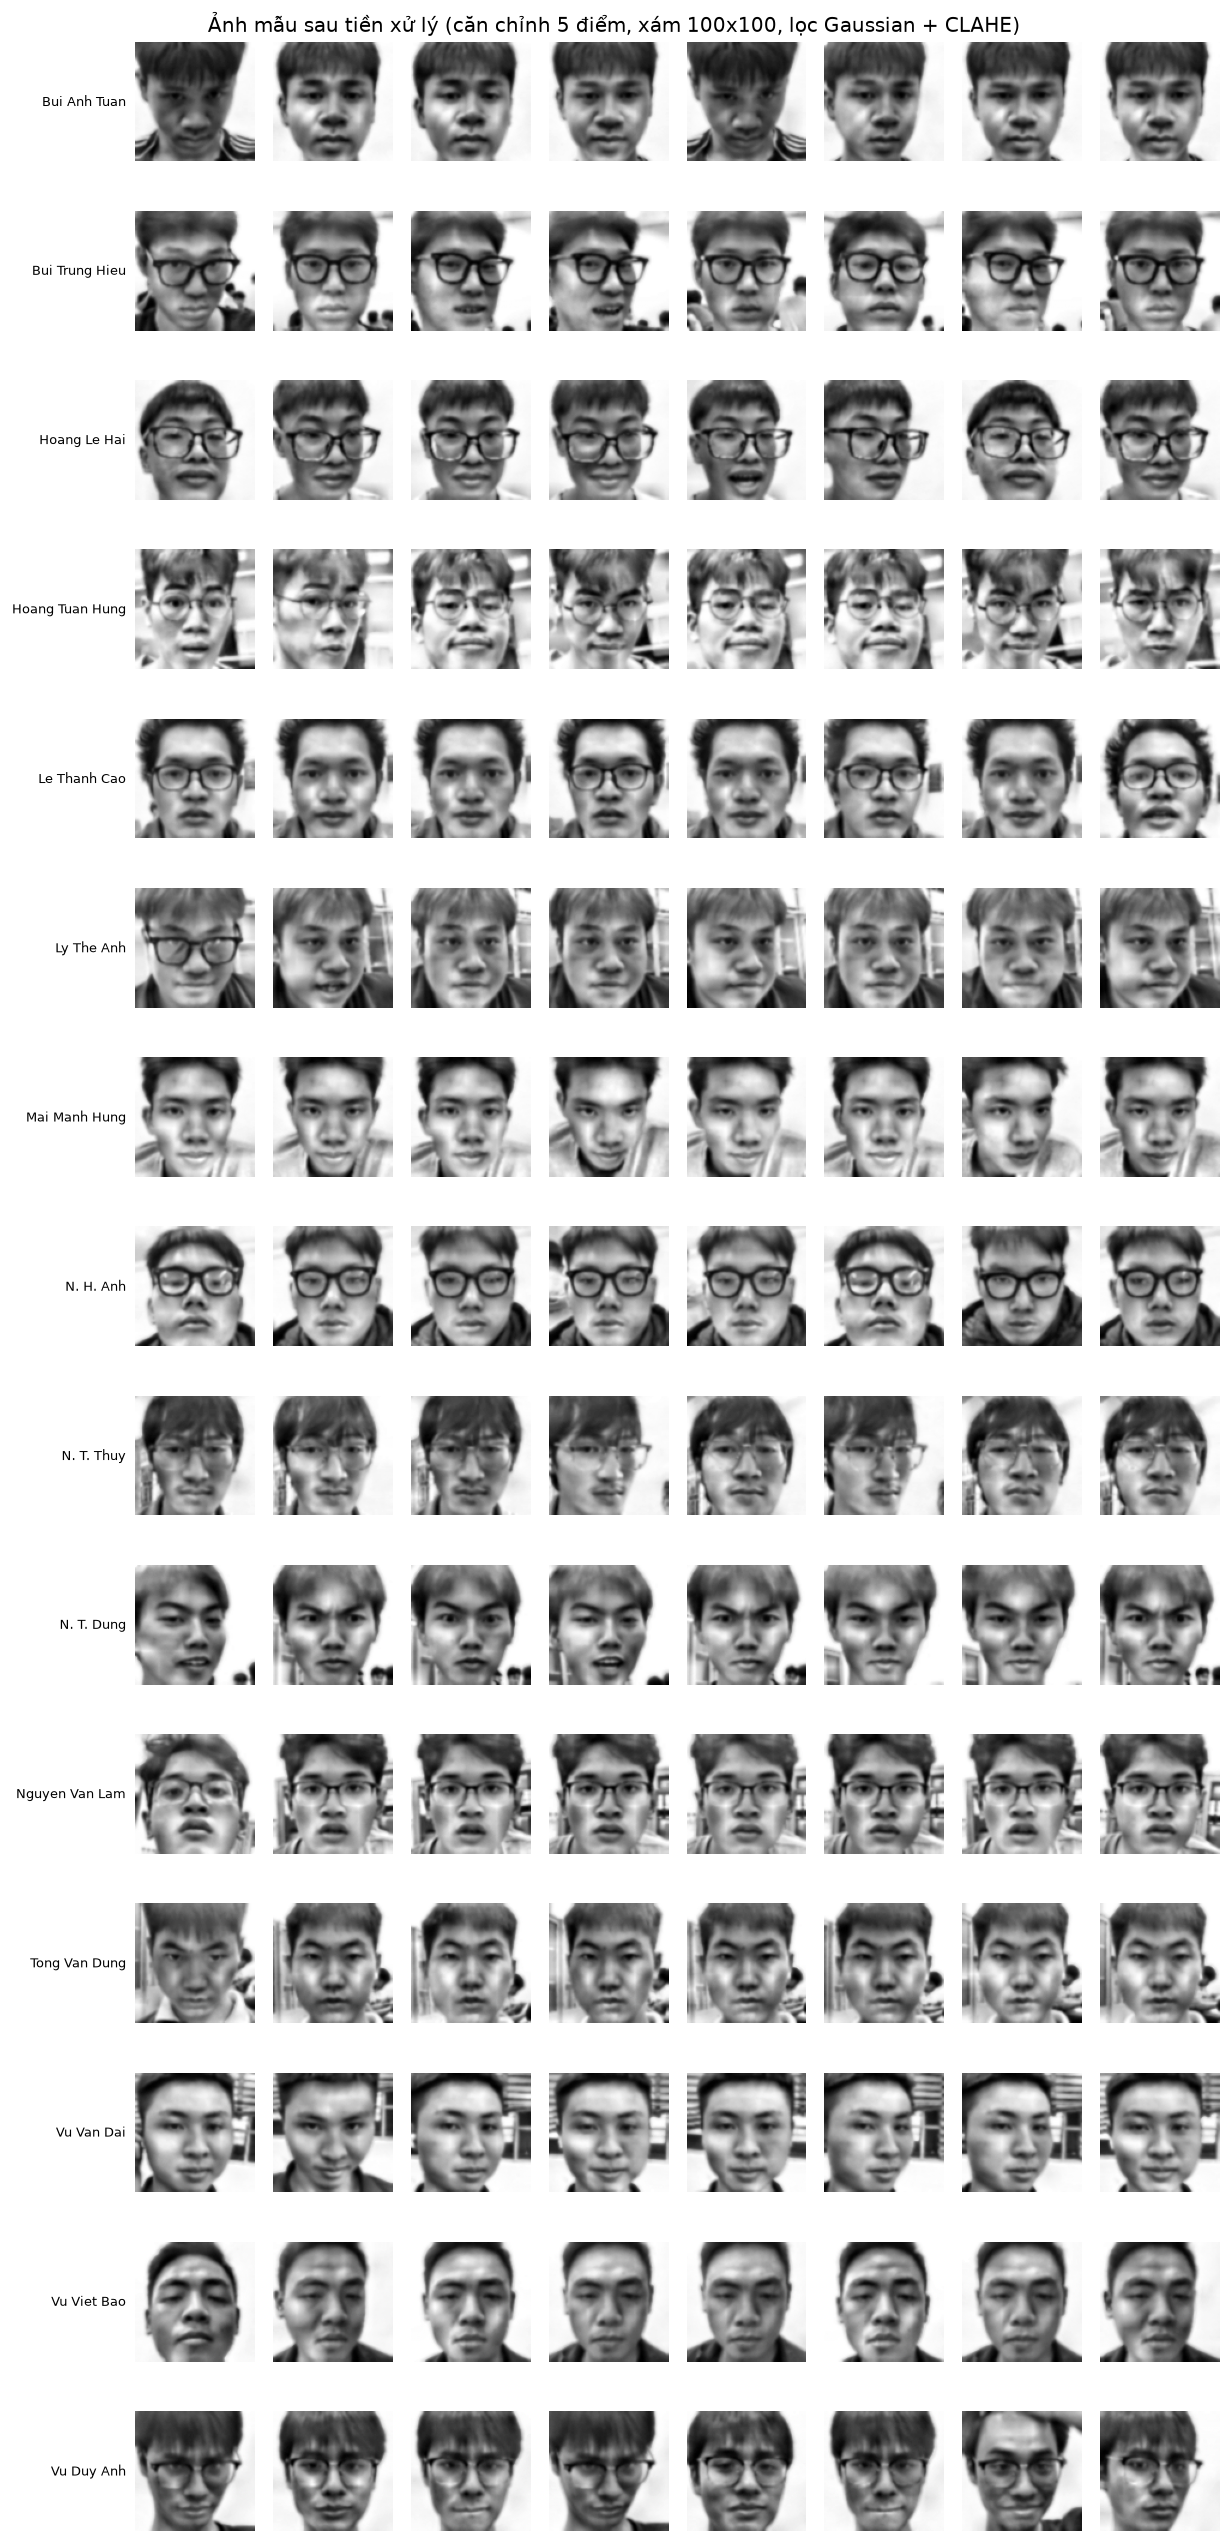 Ảnh mẫu sau tiền xử lý (căn chỉnh 5 điểm, xám 100x100, lọc Gaussian + CLAHE)
Bui Anh Tuan
Bui Trung Hieu
Hoang Le Hai
Hoang Tuan Hung
Le Thanh Cao
Ly The Anh
Mai Manh Hung
N. H. Anh
N. T. Thuy
N. T. Dung
Nguyen Van Lam
Tong Van Dung
Vu Van Dai
Vu Viet Bao
Vu Duy Anh